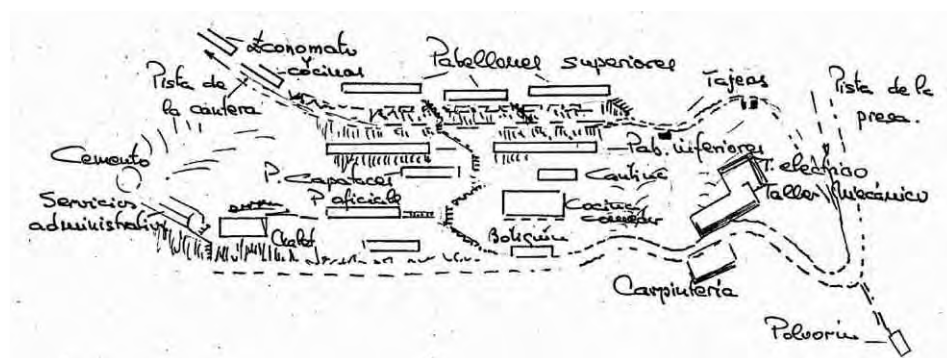 Economato
y cocinas
Pabellones superiores
Tajeas
Pista de
la cantera
Pista de la
presa.
Cemento
Pab. inferiores
P. Capataces
Cantina
T. eléctrico
Taller Mecánico
Servicios
administrativos
P. oficiale
Cocina
comedor
Chalet
Botiquín
Carpintería
Polvorín